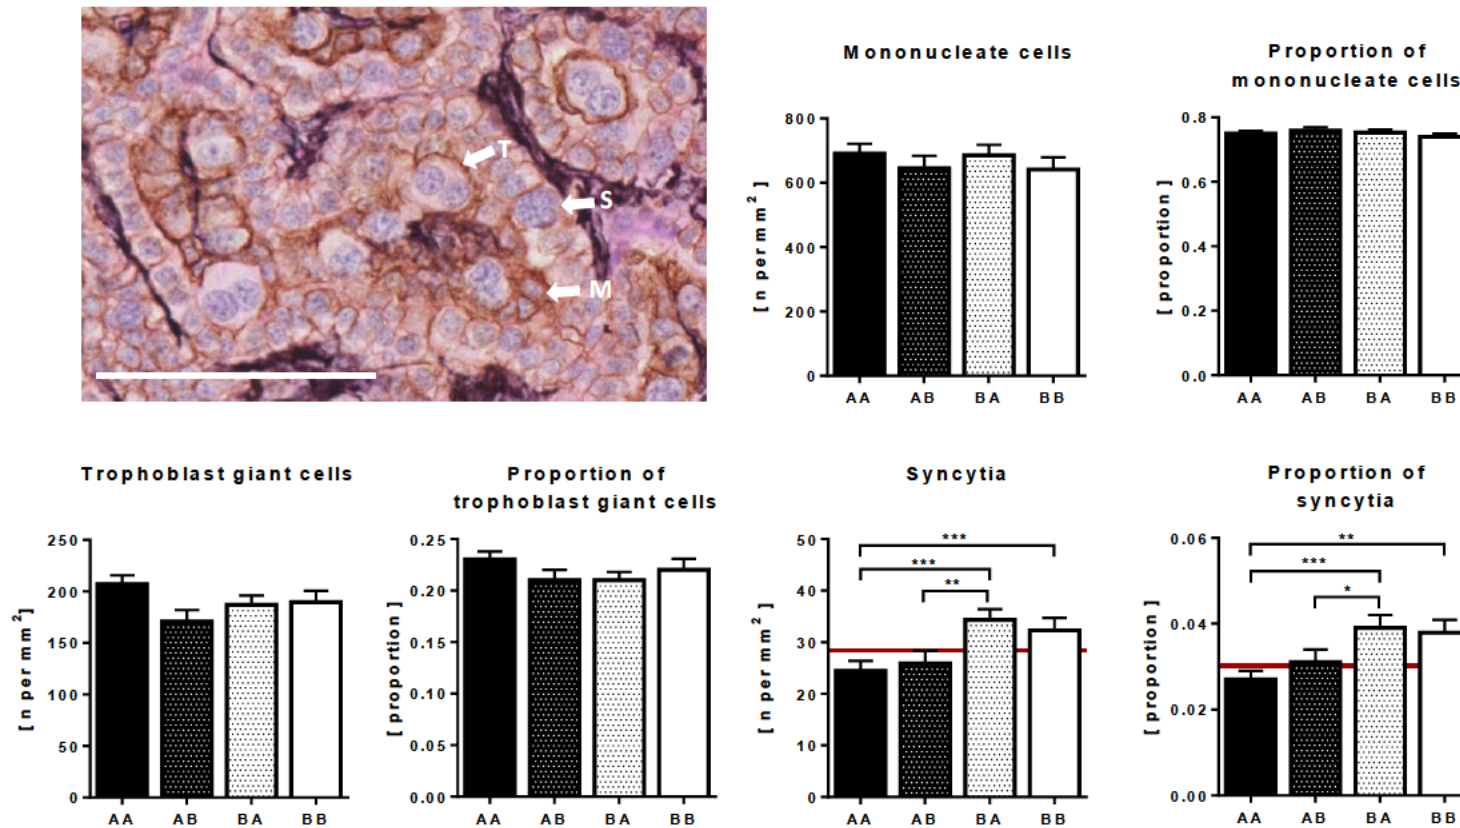 T
S
M
Mononucleate cells
[ n per mm2 ]
800
600
400
200
0
AA AB BA BB
Proportion of
mononucleate cells
[ proportion ]
0.8
0.6
0.4
0.2
0.0
AA AB BA BB
Trophoblast giant cells
[ n per mm2 ]
250
200
150
100
50
0
AA AB BA BB
Proportion of
trophoblast giant cells
[ proportion ]
0.25
0.20
0.15
0.10
0.05
0.00
AA AB BA BB
Syncytia
[ n per mm2 ]
50
40
30
20
10
0
***
***
**
AA AB BA BB
Proportion of
syncytia
[ proportion ]
0.06
0.04
0.02
0.00
**
***
*
AA AB BA BB